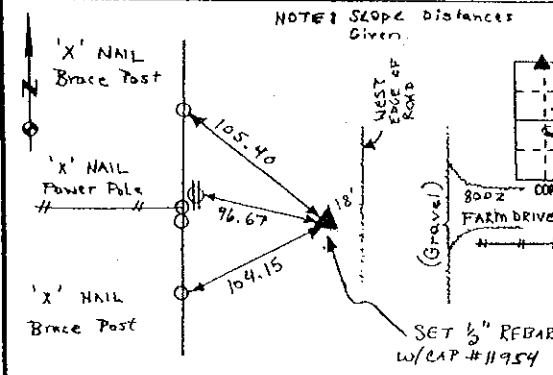 NOTE: Slope Distances
Given
'X' NAIL
Brace Post
N
WEST
EDGE OF
ROAD
105.40
'X' NAIL
Power Pole
96.67
18'
(Gravel)
8002
FARM DRIVE
104.15
'X' NAIL
Brace Post
SET 1/2" REBAR
W/CAP #11954